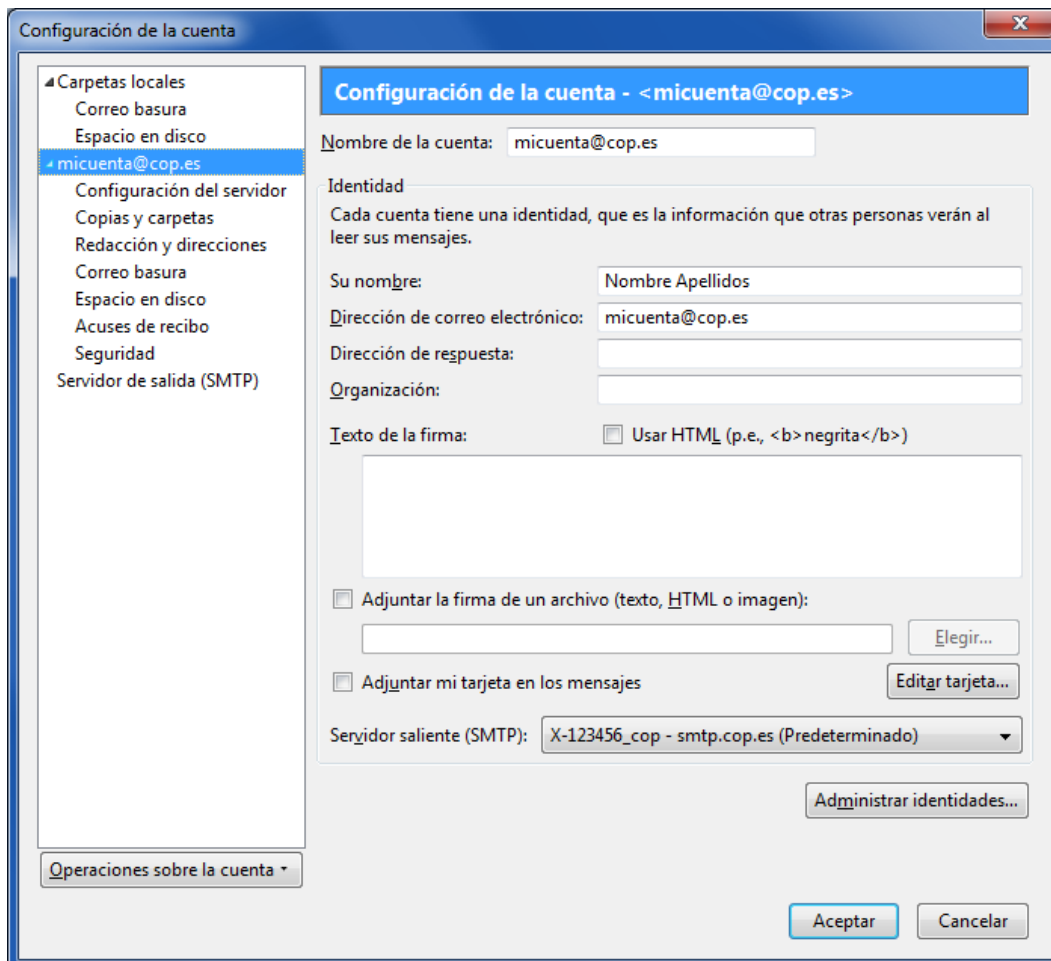 Configuración de la cuenta
Carpetas locales
Correo basura
Espacio en disco
micuenta@cop.es
Configuración del servidor
Copias y carpetas
Redacción y direcciones
Correo basura
Espacio en disco
Acuses de recibo
Seguridad
Servidor de salida (SMTP)
Operaciones sobre la cuenta
Configuración de la cuenta - <micuenta@cop.es>
Nombre de la cuenta: micuenta@cop.es
Identidad
Cada cuenta tiene una identidad, que es la información que otras personas verán al
leer sus mensajes.
Su nombre: Nombre Apellidos
Dirección de correo electrónico: micuenta@cop.es
Dirección de respuesta:
Organización:
Texto de la firma: Usar HTML (p.e., <b>negrita</b>)
Adjuntar la firma de un archivo (texto, HTML o imagen):
Elegir...
Adjuntar mi tarjeta en los mensajes Editar tarjeta...
Servidor saliente (SMTP): X-123456_cop - smtp.cop.es (Predeterminado)
Administrar identidades...
Aceptar Cancelar